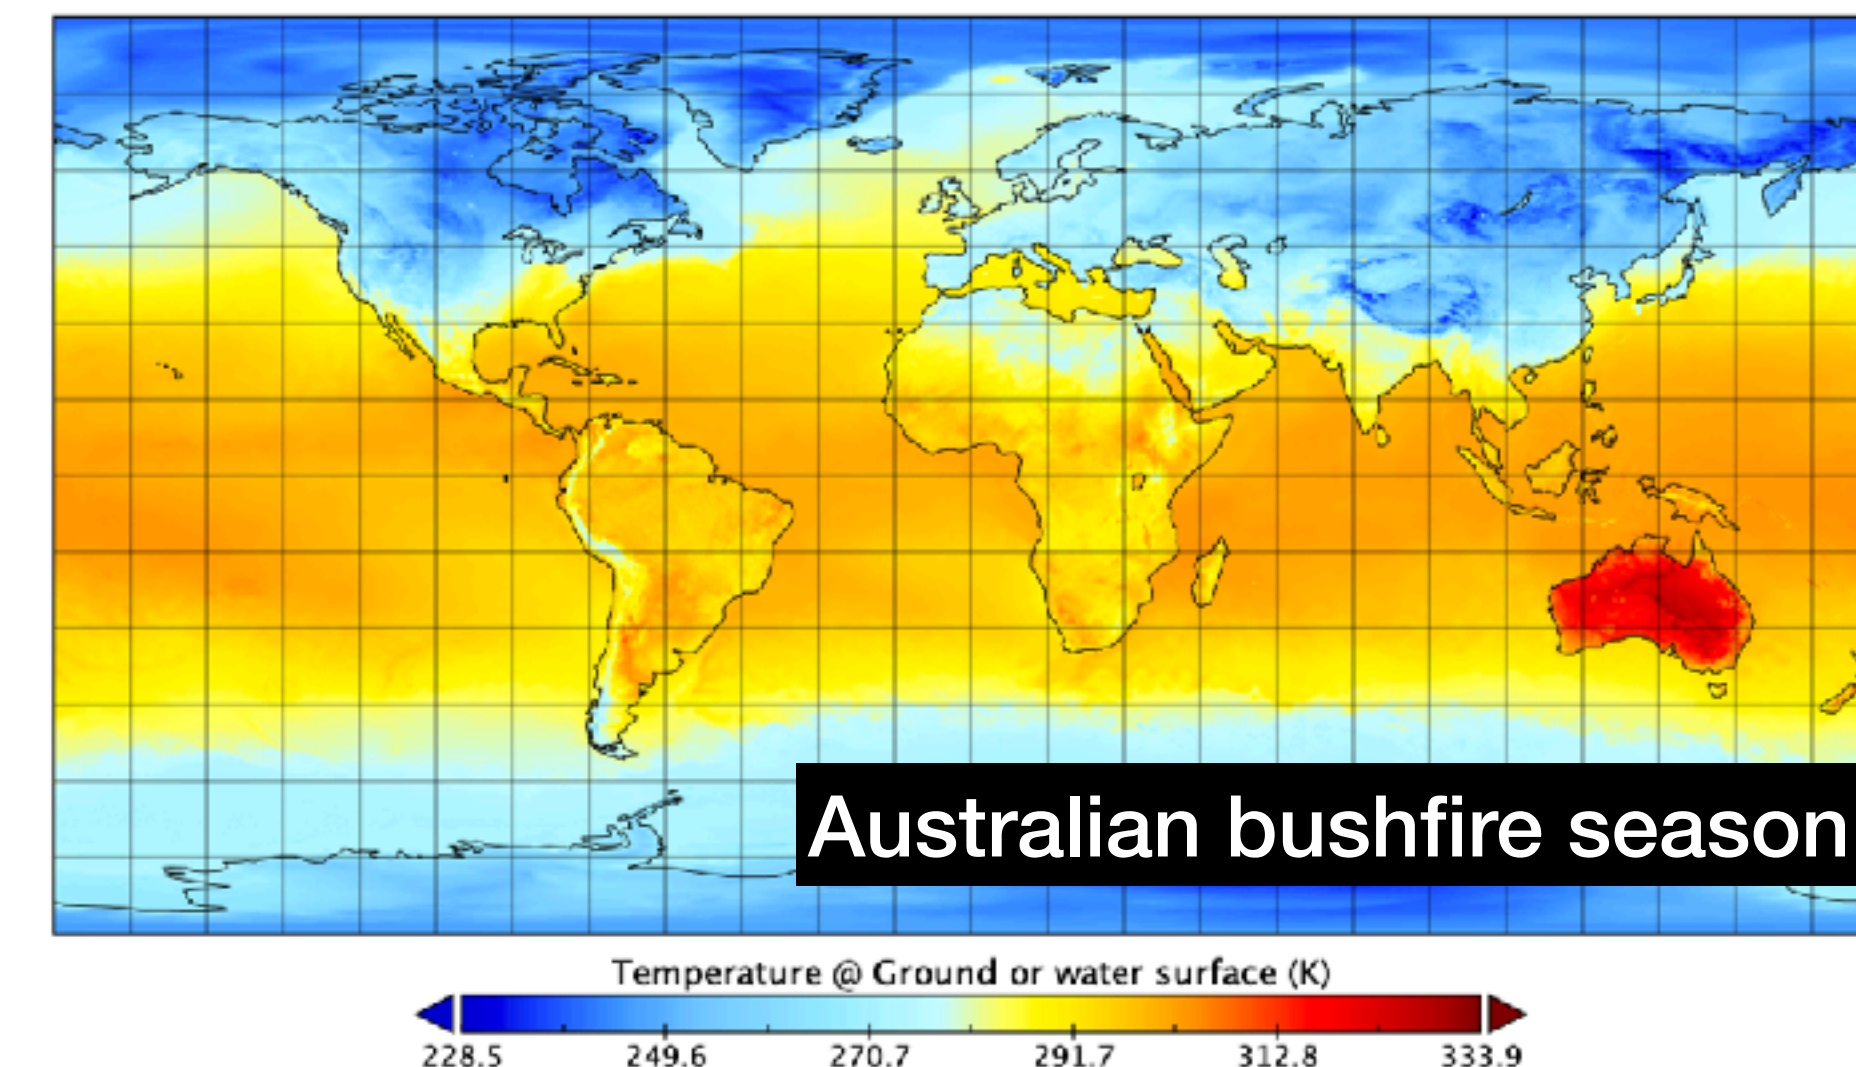 Australian bushfire season
Temperature @ Ground or water surface (K)
228.5 249.6 270.7 291.7 312.8 333.9